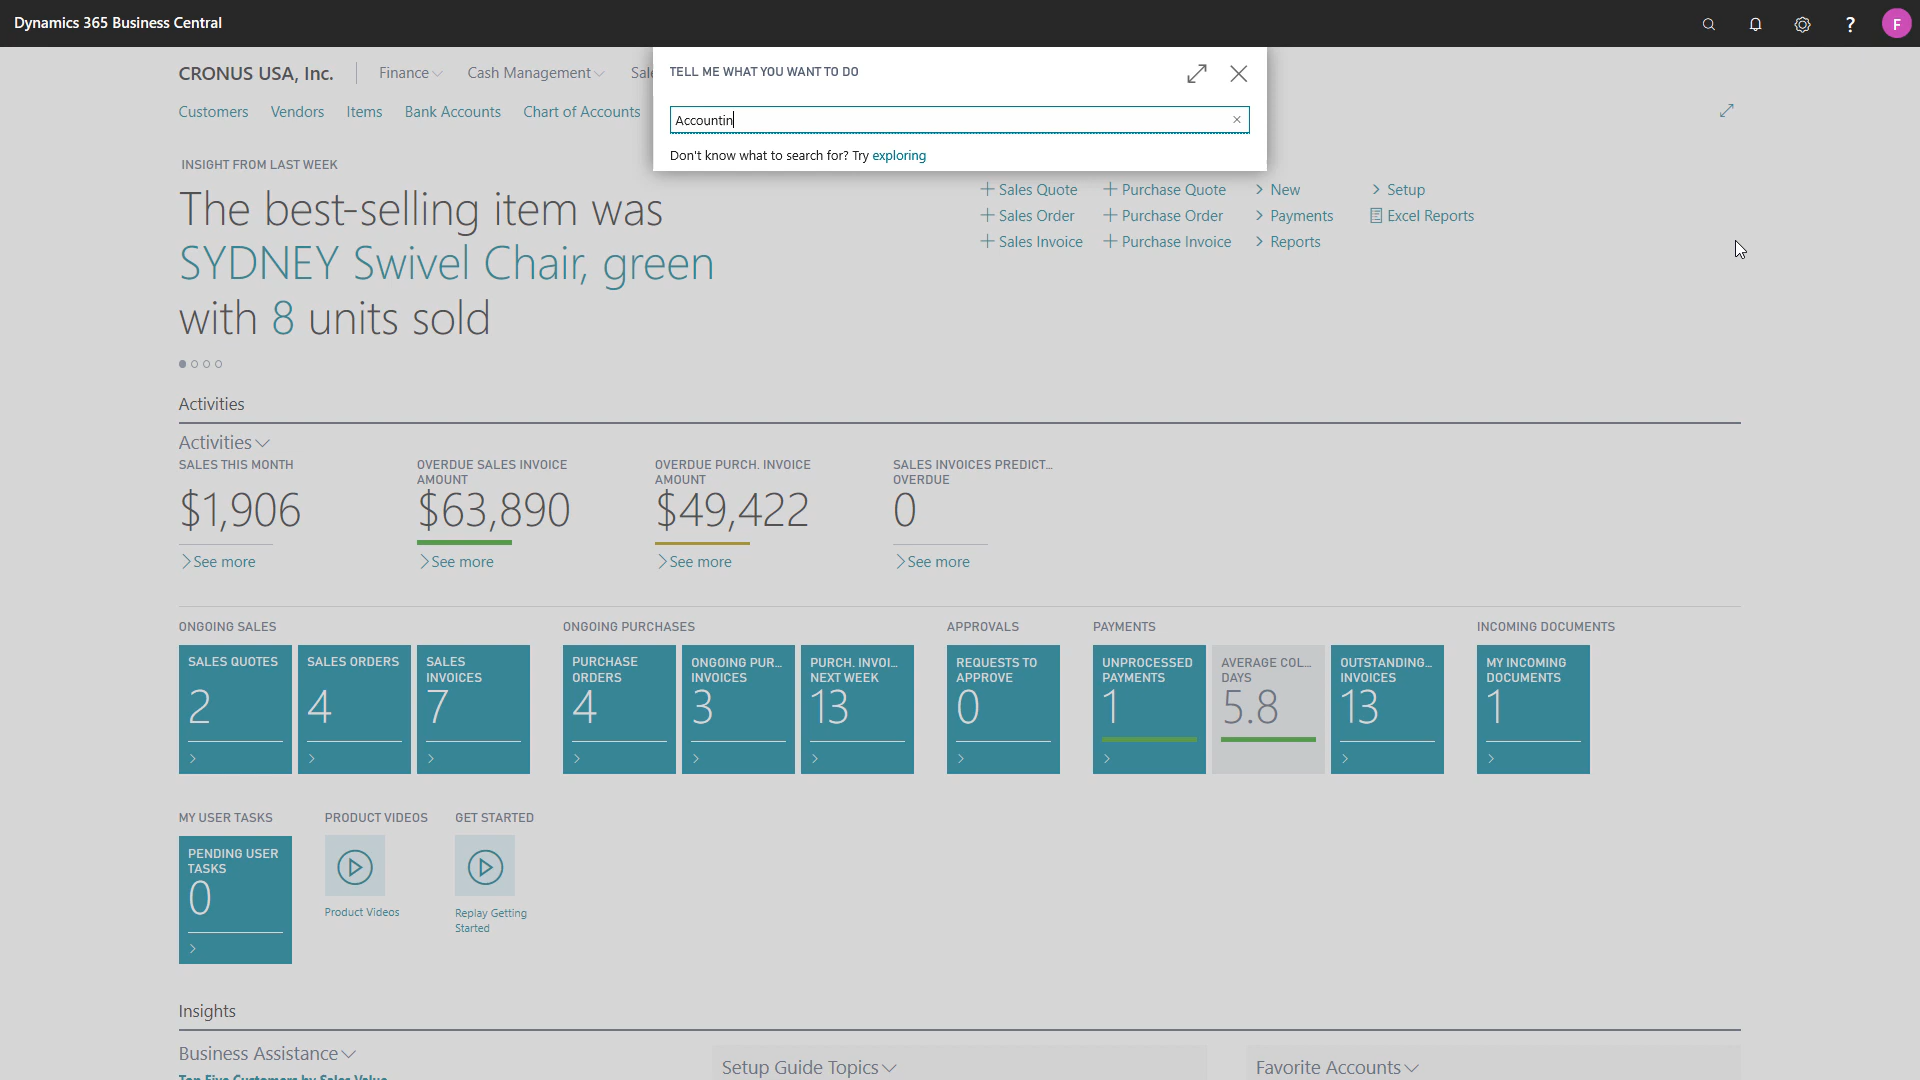 Dynamics 365 Business Central
?
F
CRONUS USA, Inc.
Finance
Cash Management
TELL ME WHAT YOU WANT TO DO
Accountin
Don't know what to search for? Try exploring
Customers
Vendors
Items
Bank Accounts
Chart of Accounts
INSIGHT FROM LAST WEEK
The best-selling item was
SYDNEY Swivel Chair, green
with 8 units sold
+ Sales Quote
+ Purchase Quote
> New
> Setup
+ Sales Order
+ Purchase Order
> Payments
Excel Reports
+ Sales Invoice
+ Purchase Invoice
> Reports
Activities
Activities
SALES THIS MONTH
$1,906
>See more
OVERDUE SALES INVOICE
AMOUNT
$63,890
>See more
OVERDUE PURCH. INVOICE
AMOUNT
$49,422
>See more
SALES INVOICES PREDICT...
OVERDUE
0
>See more
ONGOING SALES
SALES QUOTES
2
SALES ORDERS
4
SALES
INVOICES
7
ONGOING PURCHASES
PURCHASE
ORDERS
4
ONGOING PUR...
INVOICES
3
PURCH. INVOI...
NEXT WEEK
13
APPROVALS
REQUESTS TO
APPROVE
0
PAYMENTS
UNPROCESSED
PAYMENTS
1
AVERAGE COL...
DAYS
5.8
OUTSTANDING...
INVOICES
13
INCOMING DOCUMENTS
MY INCOMING
DOCUMENTS
1
MY USER TASKS
PENDING USER
TASKS
0
PRODUCT VIDEOS
Product Videos
GET STARTED
Replay Getting
Started
Insights
Business Assistance
Top Five Customers by Sales Value
Setup Guide Topics
Favorite Accounts